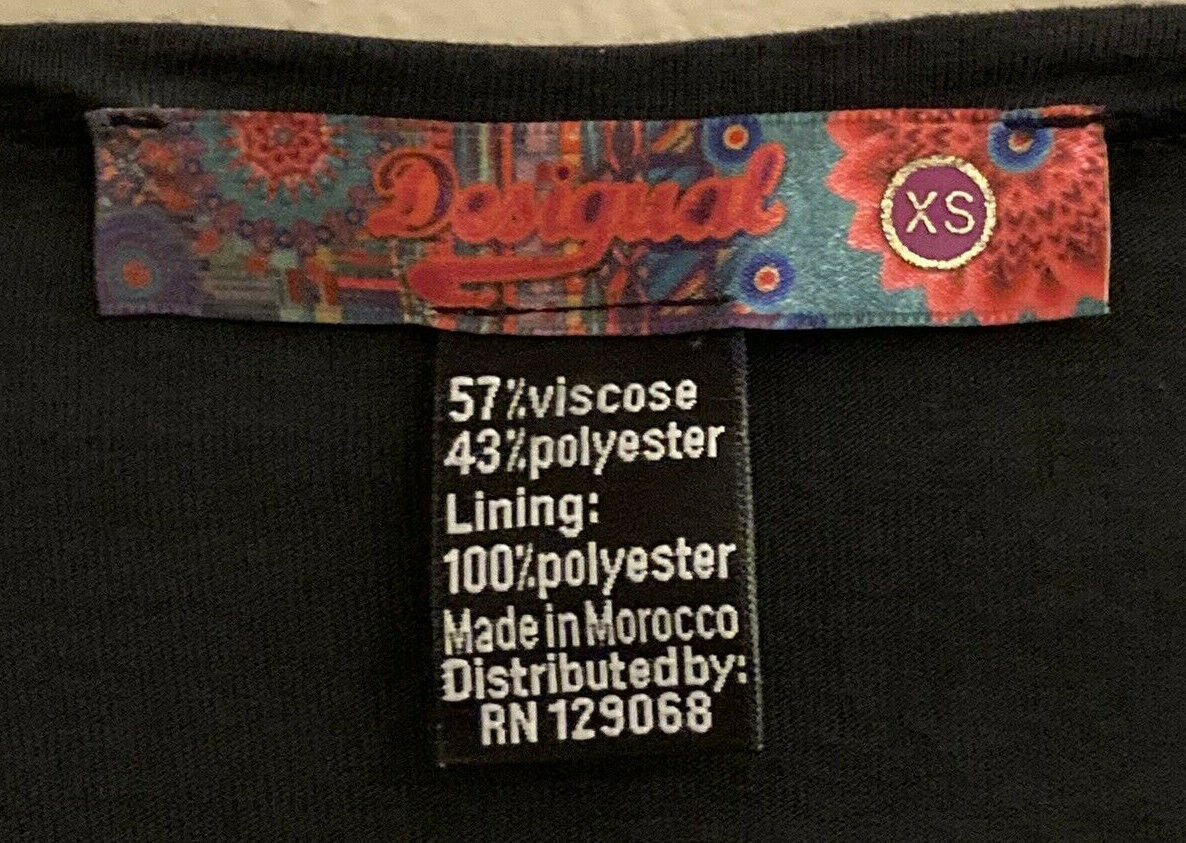 Desigual
XS
57%viscose
43%polyester
Lining:
100%polyester
Made in Morocco
Distributed by:
RN 129068